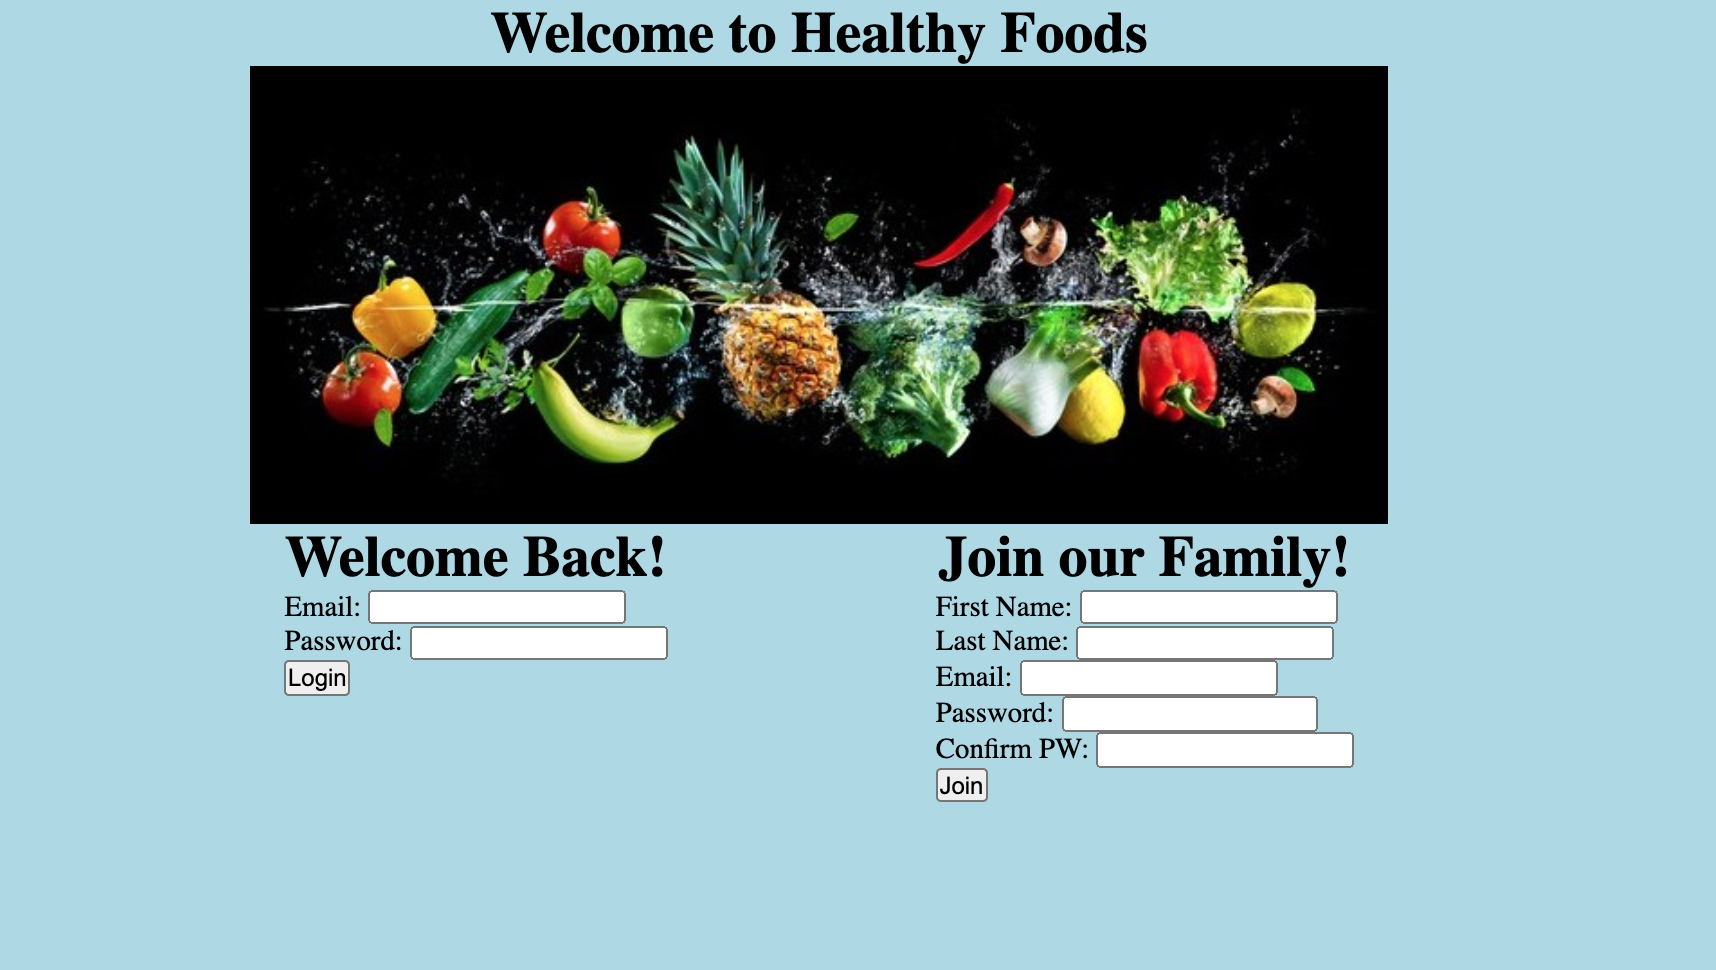 Welcome to Healthy Foods
Welcome Back!
Email:
Password:
Login
Join our Family!
First Name:
Last Name:
Email:
Password:
Confirm PW:
Join